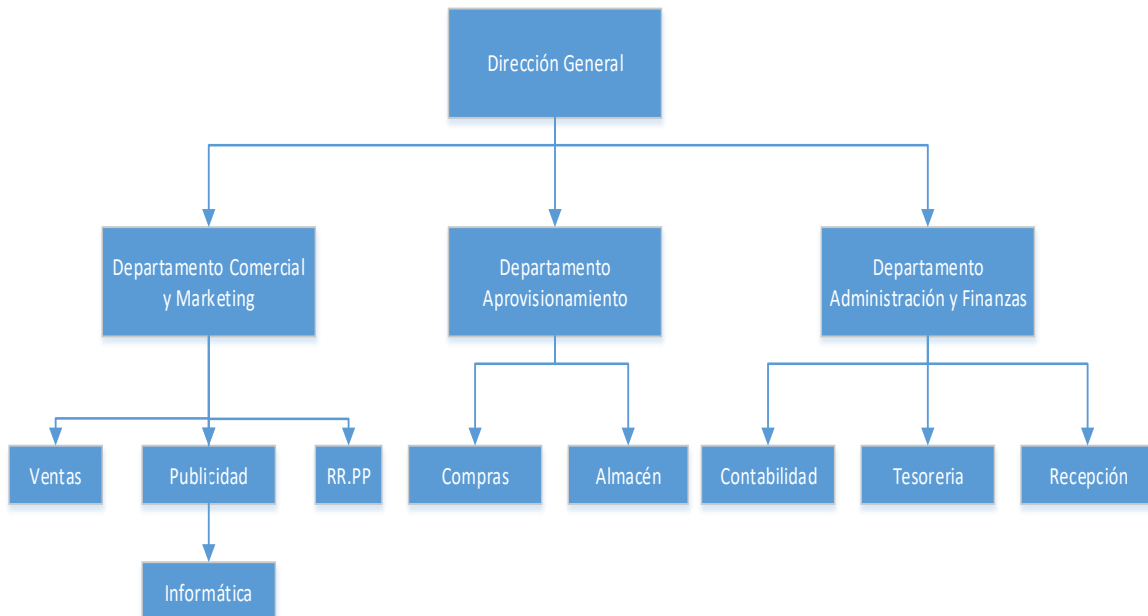 Dirección General
Departamento Comercial
y Marketing
Departamento
Aprovisionamiento
Departamento
Administración y Finanzas
Ventas
Publicidad
RR.PP
Compras
Almacén
Contabilidad
Tesoreria
Recepción
Informática